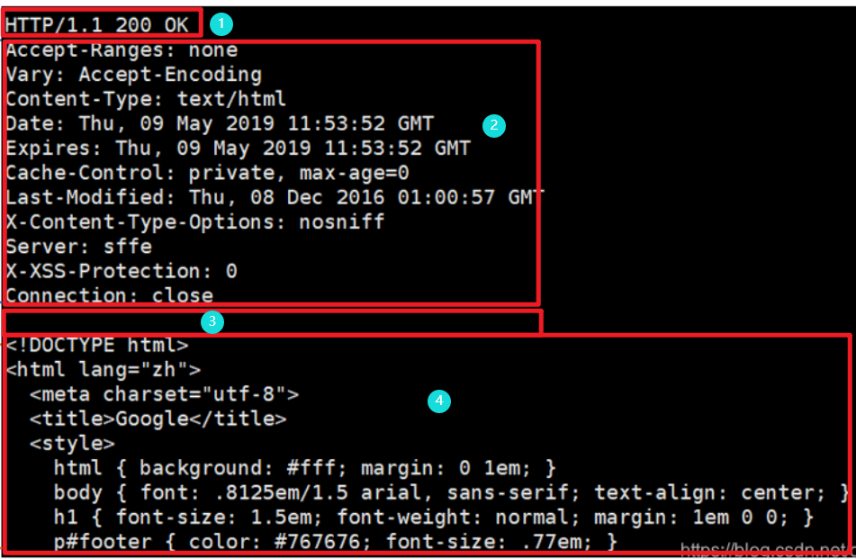 HTTP/1.1 200 OK 1
Accept-Ranges: none
Vary: Accept-Encoding
Content-Type: text/html
Date: Thu, 09 May 2019 11:53:52 GMT 2
Expires: Thu, 09 May 2019 11:53:52 GMT
Cache-Control: private, max-age=0
Last-Modified: Thu, 08 Dec 2016 01:00:57 GMT
X-Content-Type-Options: nosniff
Server: sffe
X-XSS-Protection: 0
Connection: close
3
<!DOCTYPE html>
<html lang="zh">
  <meta charset="utf-8">
4
  <title>Google</title>
  <style>
    html { background: #fff; margin: 0 1em; }
    body { font: .8125em/1.5 arial, sans-serif; text-align: center; }
    h1 { font-size: 1.5em; font-weight: normal; margin: 1em 0 0; }
    p#footer { color: #767676; font-size: .77em; }
https://blog.csdn.net